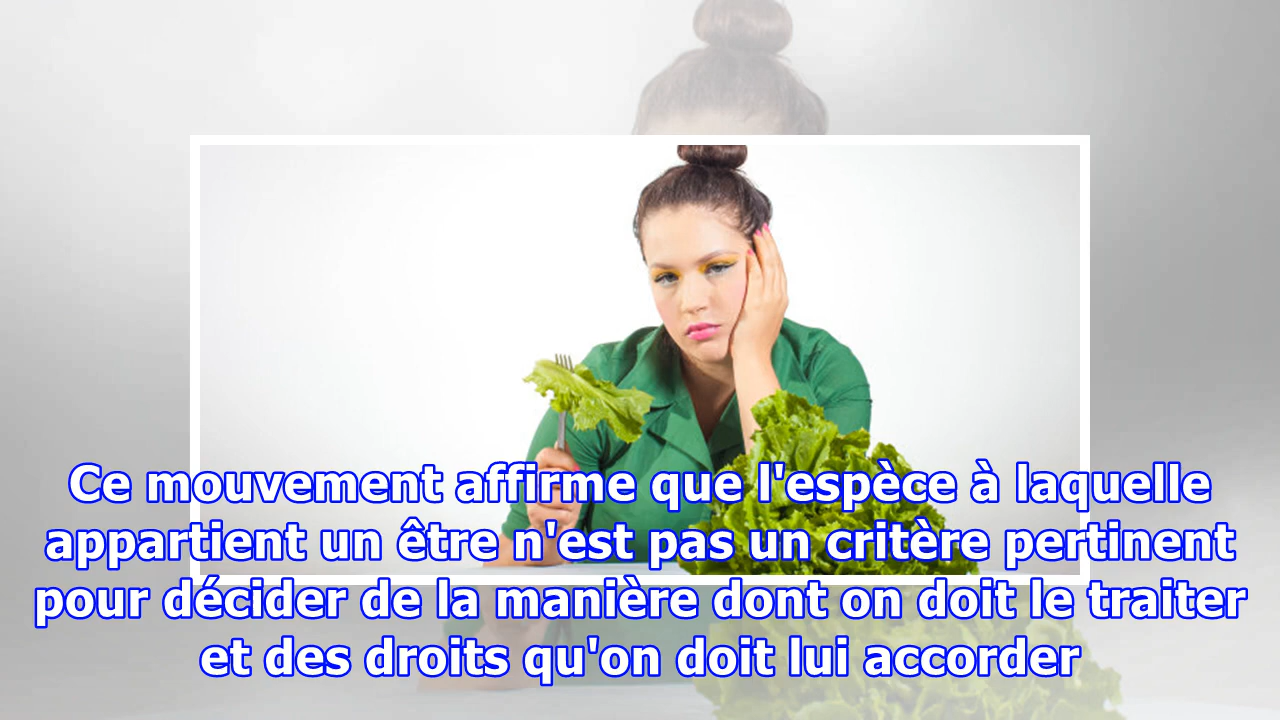 Ce mouvement affirme que l'espèce à laquelle
appartient un être n'est pas un critère pertinent
pour décider de la manière dont on doit le traiter
et des droits qu'on doit lui accorder